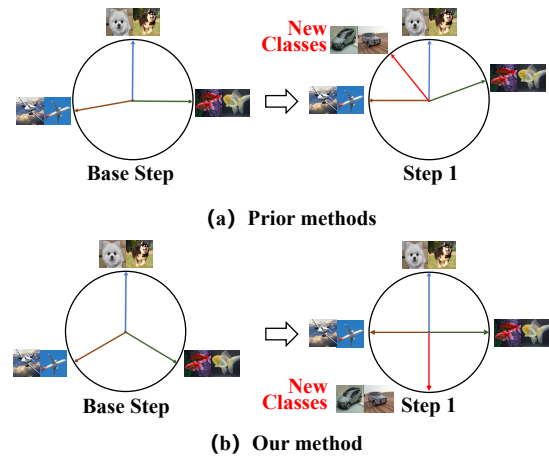 New
Classes
Base Step
Step 1
(a) Prior methods
New
Classes
Base Step
Step 1
(b) Our method